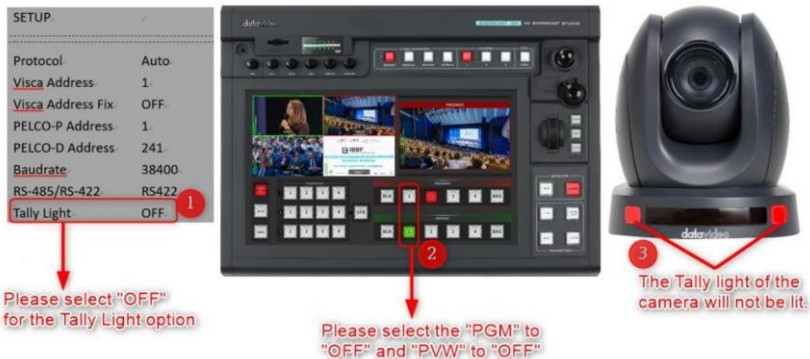 SETUP
Protocol Auto
Visca Address 1
Visca Address Fix OFF
PELCO-P Address 1
PELCO-D Address 241
Baudrate 38400
RS-485/RS-422 RS422
Tally Light OFF
1
Please select "OFF"
for the Tally Light option
datavideo
PROGRAM
2
Please select the "PGM" to
"OFF" and "PVW" to "OFF"
datavideo
3
The Tally light of the
camera will not be lit.